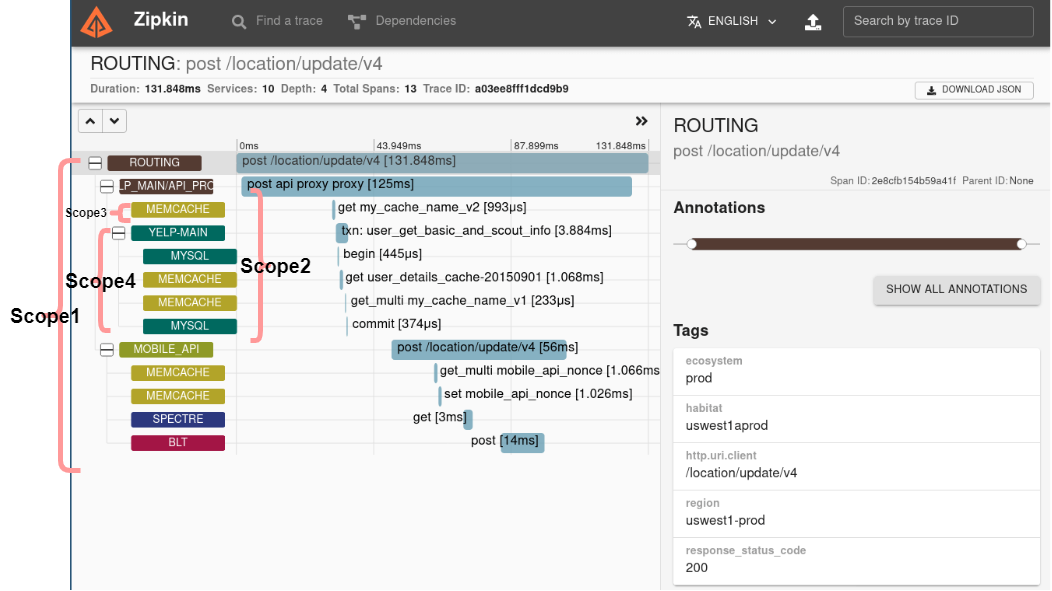 Zipkin
Find a trace
Dependencies
ENGLISH
Search by trace ID
ROUTING: post /location/update/v4
Duration: 131.848ms Services: 10 Depth: 4 Total Spans: 13 Trace ID: a03ee8fff1dcd9b9
DOWNLOAD JSON
0ms 43.949ms 87.899ms 131.848ms
ROUTING post /location/update/v4 [131.848ms]
LP_MAIN/API_PRO post api proxy proxy [125ms]
Scope3 MEMCACHE get my_cache_name_v2 [993μs]
YELP-MAIN txn: user_get_basic_and_scout_info [3.884ms]
MYSQL begin [445μs]
Scope2
Scope4 MEMCACHE get user_details_cache-20150901 [1.068ms]
MEMCACHE get_multi my_cache_name_v1 [233μs]
Scope1
MYSQL commit [374μs]
MOBILE_API post /location/update/v4 [56ms]
MEMCACHE get_multi mobile_api_nonce [1.066ms
MEMCACHE set mobile_api_nonce [1.026ms]
SPECTRE get [3ms]
BLT post [14ms]
ROUTING
post /location/update/v4
Span ID: 2e8cfb154b59a41f Parent ID: None
Annotations
SHOW ALL ANNOTATIONS
Tags
ecosystem
prod
habitat
uswest1aprod
http.uri.client
/location/update/v4
region
uswest1-prod
response_status_code
200